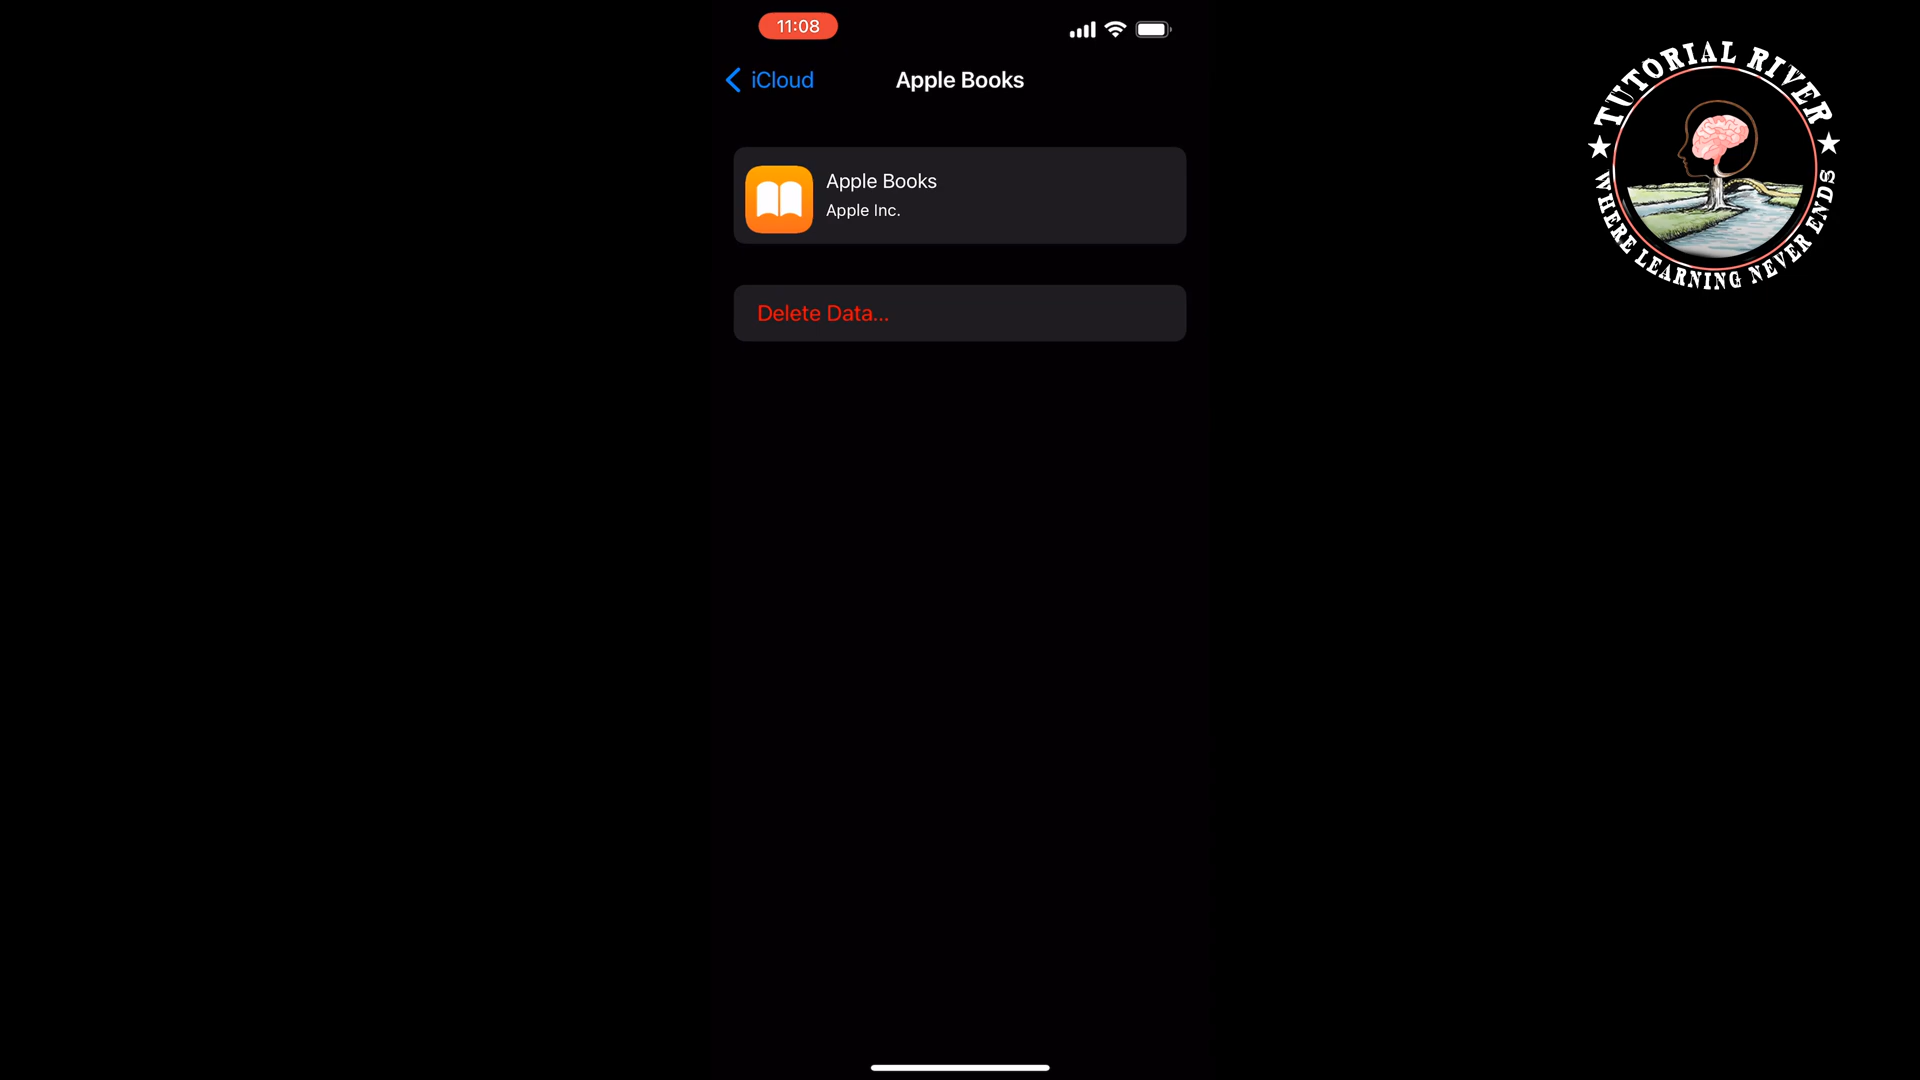 11:08
iCloud
Apple Books
Apple Books
Apple Inc.
Delete Data...
TUTORIAL RIVER
WHERE LEARNING NEVER ENDS